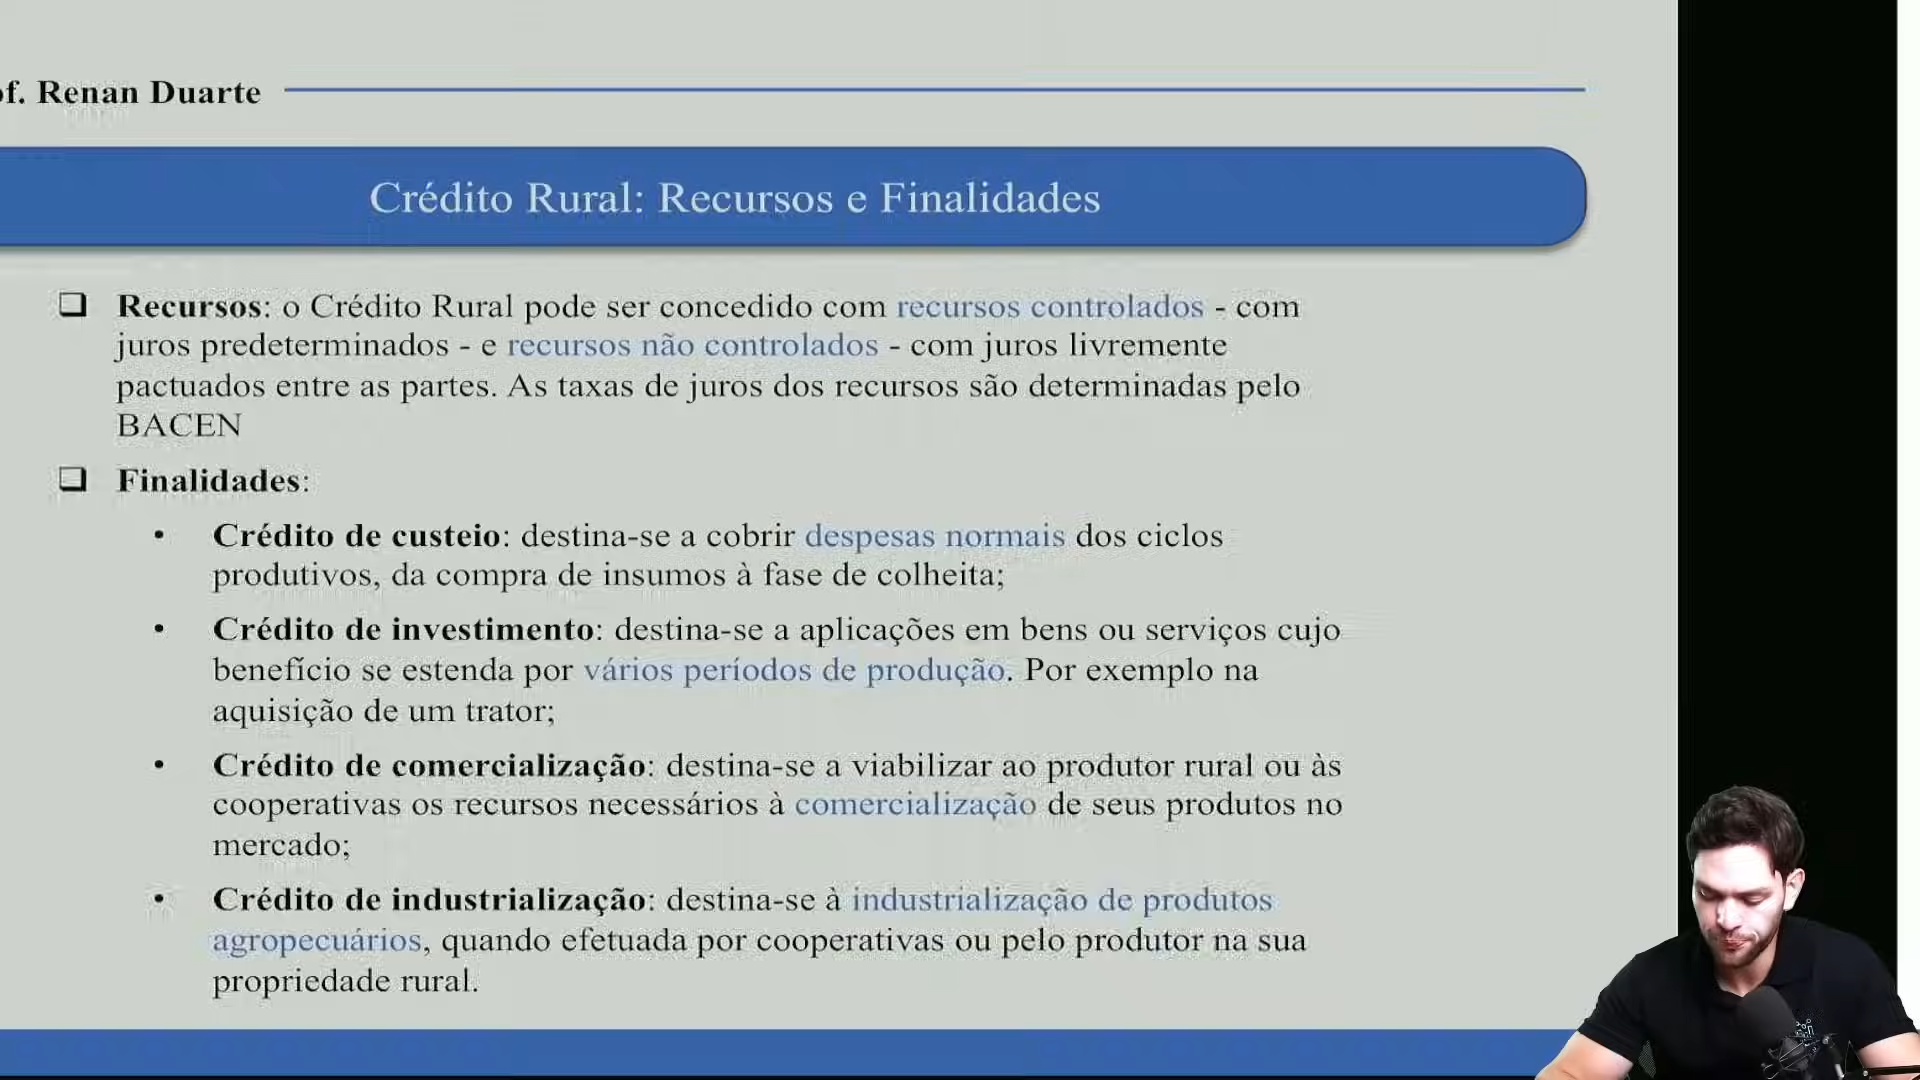 of. Renan Duarte
Crédito Rural: Recursos e Finalidades
Recursos: o Crédito Rural pode ser concedido com recursos controlados - com
juros predeterminados - e recursos não controlados - com juros livremente
pactuados entre as partes. As taxas de juros dos recursos são determinadas pelo
BACEN
Finalidades:
• Crédito de custeio: destina-se a cobrir despesas normais dos ciclos
produtivos, da compra de insumos à fase de colheita;
• Crédito de investimento: destina-se a aplicações em bens ou serviços cujo
benefício se estenda por vários períodos de produção. Por exemplo na
aquisição de um trator;
• Crédito de comercialização: destina-se a viabilizar ao produtor rural ou às
cooperativas os recursos necessários à comercialização de seus produtos no
mercado;
• Crédito de industrialização: destina-se à industrialização de produtos
agropecuários, quando efetuada por cooperativas ou pelo produtor na sua
propriedade rural.